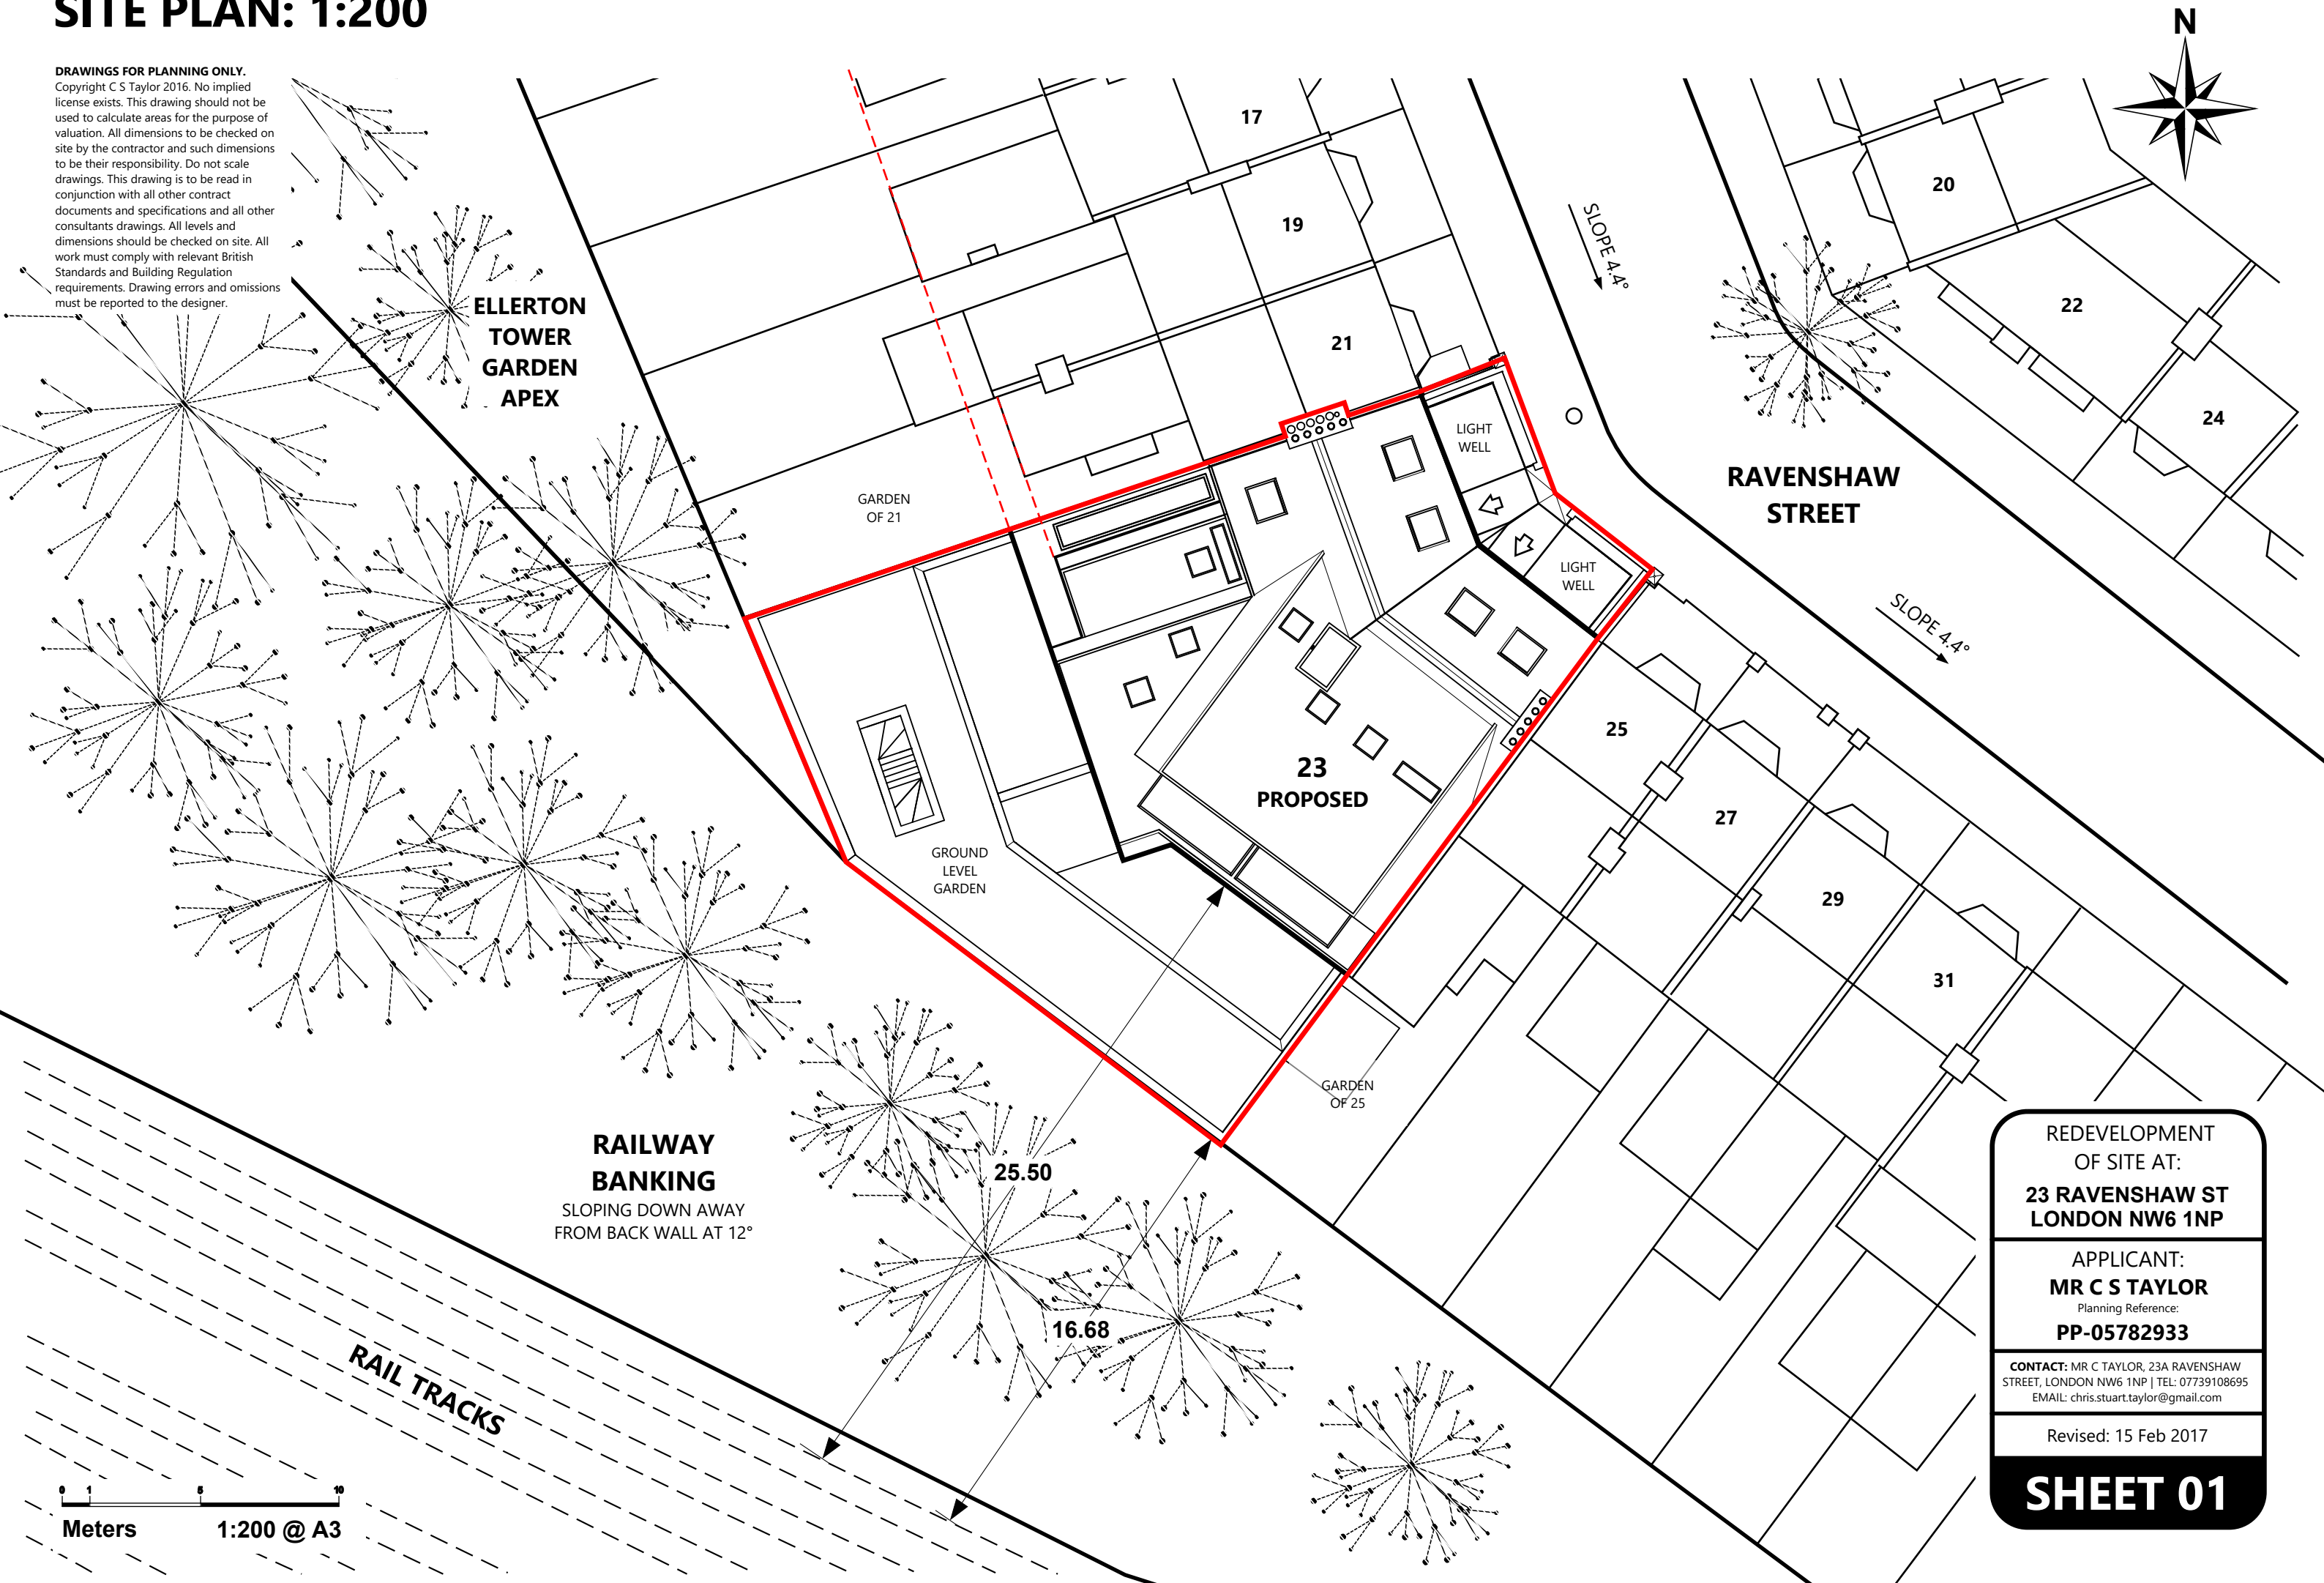 SITE PLAN: 1:200
DRAWINGS FOR PLANNING ONLY.
Copyright C S Taylor 2016. No implied
license exists. This drawing should not be
used to calculate areas for the purpose of
valuation. All dimensions to be checked on
site by the contractor and such dimensions
to be their responsibility. Do not scale
drawings. This drawing is to be read in
conjunction with all other contract
documents and specifications and all other
consultants drawings. All levels and
dimensions should be checked on site. All
work must comply with relevant British
Standards and Building Regulation
requirements. Drawing errors and omissions
must be reported to the designer.
N
ELLERTON
TOWER
GARDEN
APEX
17
19
21
20
22
24
SLOPE 4.4°
RAVENSHAW
STREET
SLOPE 4.4°
LIGHT
WELL
LIGHT
WELL
GARDEN
OF 21
23
PROPOSED
25
27
29
31
GROUND
LEVEL
GARDEN
GARDEN
OF 25
RAILWAY
BANKING
SLOPING DOWN AWAY
FROM BACK WALL AT 12°
25.50
16.68
RAIL TRACKS
0 1 5 10
Meters 1:200 @ A3
REDEVELOPMENT
OF SITE AT:
23 RAVENSHAW ST
LONDON NW6 1NP
APPLICANT:
MR C S TAYLOR
Planning Reference:
PP-05782933
CONTACT: MR C TAYLOR, 23A RAVENSHAW
STREET, LONDON NW6 1NP | TEL: 07739108695
EMAIL: chris.stuart.taylor@gmail.com
Revised: 15 Feb 2017
SHEET 01